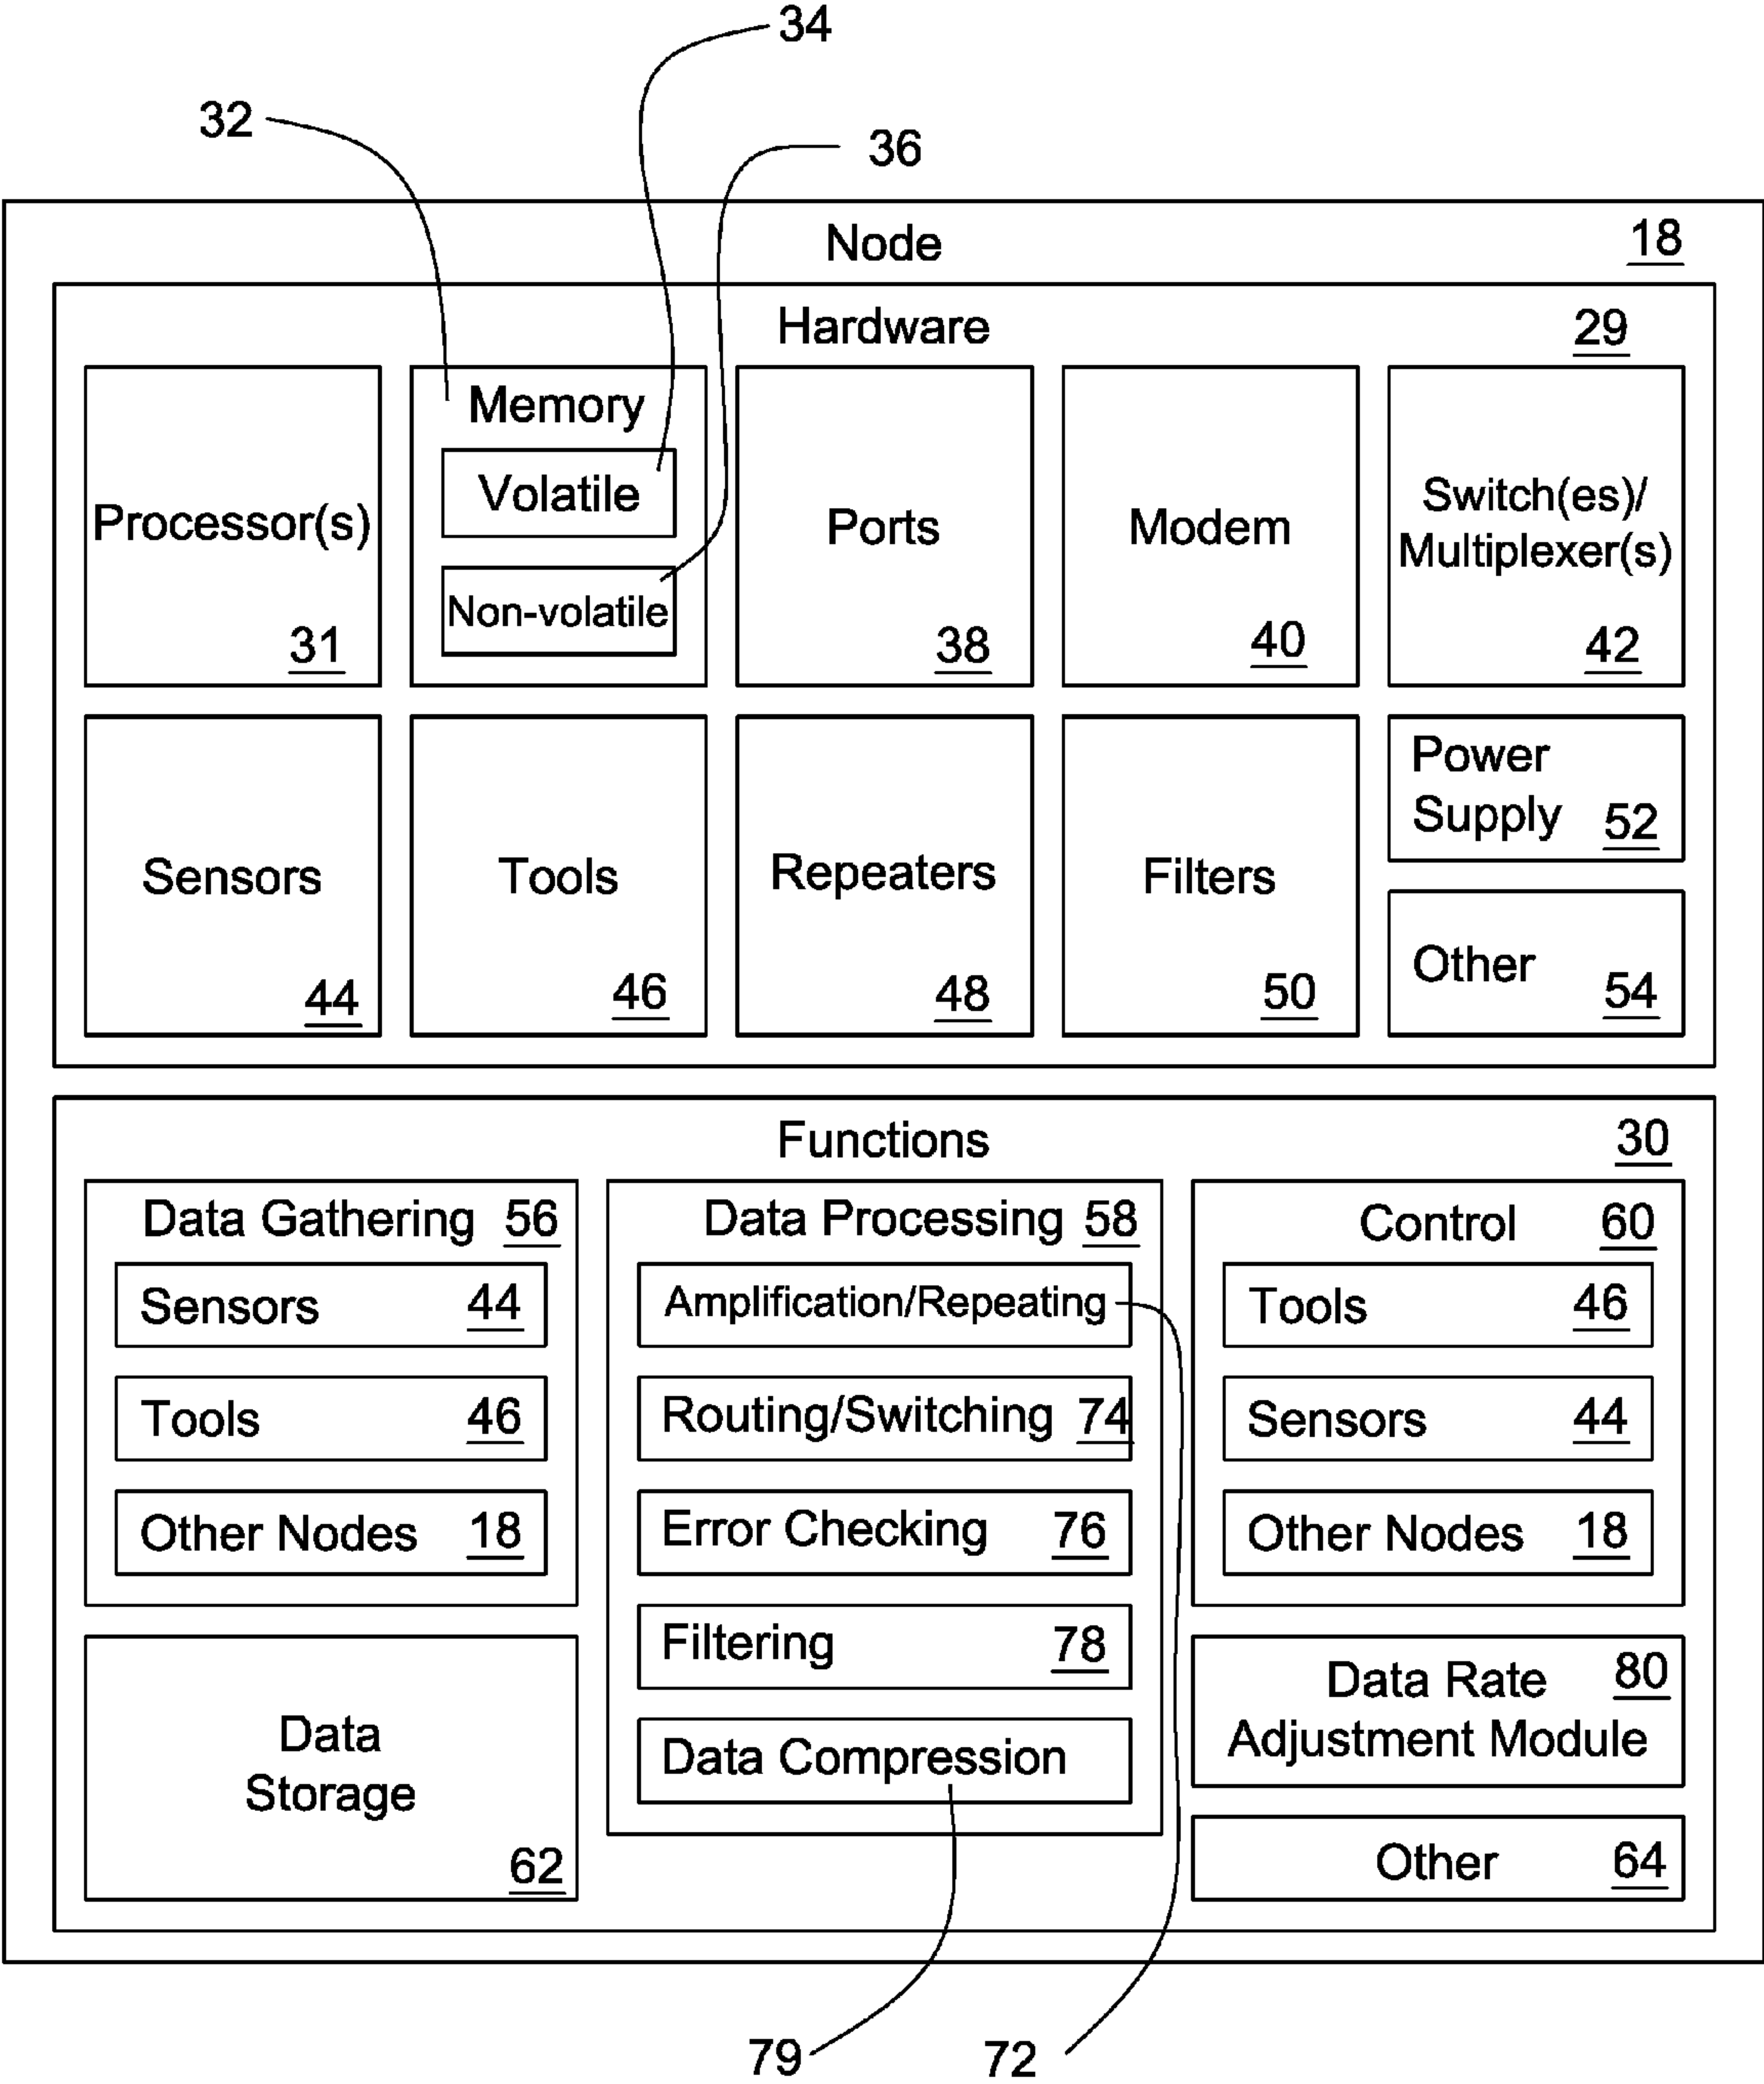 34
32
36
Node 18
Hardware 29
Processor(s) 31
Memory
Volatile
Non-volatile
Ports 38
Modem 40
Switch(es)/
Multiplexer(s)
42
Sensors 44
Tools 46
Repeaters 48
Filters 50
Power
Supply 52
Other 54
Functions 30
Data Gathering 56
Sensors 44
Tools 46
Other Nodes 18
Data Processing 58
Amplification/Repeating
Routing/Switching 74
Error Checking 76
Filtering 78
Data Compression
Control 60
Tools 46
Sensors 44
Other Nodes 18
Data
Storage
62
Data Rate 80
Adjustment Module
Other 64
79
72